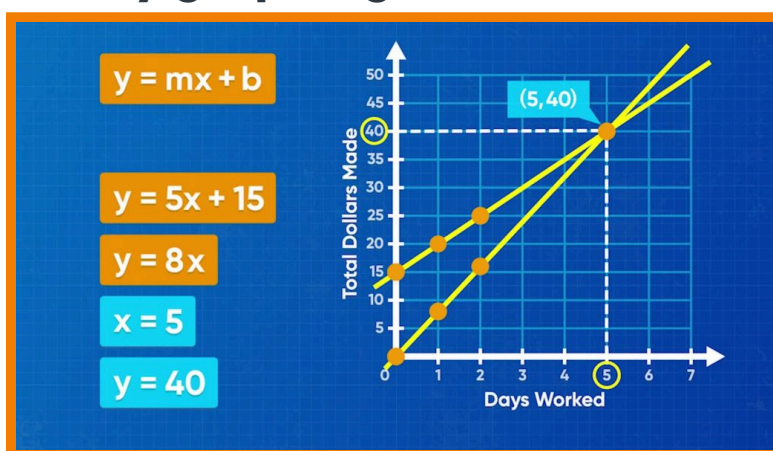 y = mx + b
y = 5x + 15
y = 8x
x = 5
y = 40
Total Dollars Made
50
45
40
35
30
25
20
15
10
5
(5,40)
0 1 2 3 4 5 6 7
Days Worked